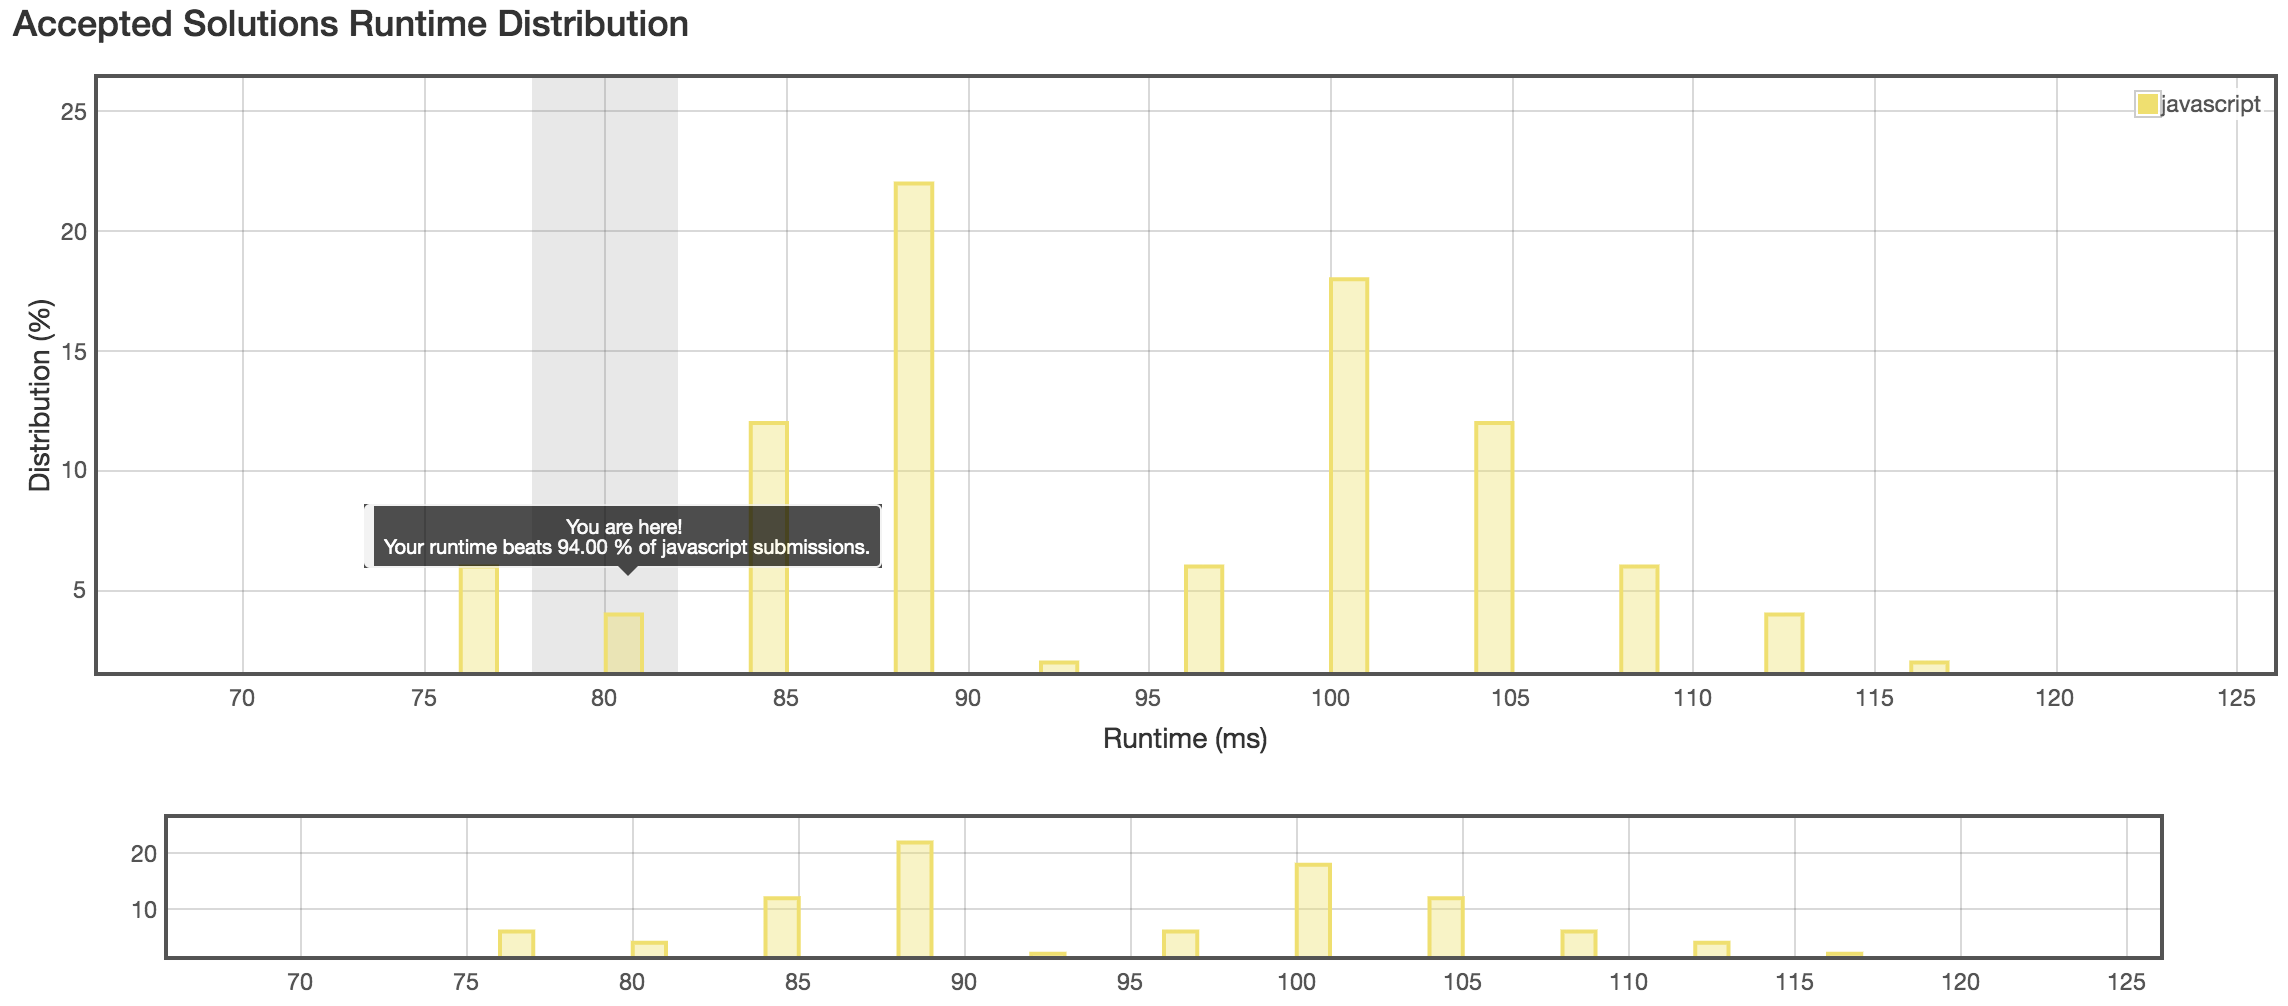 Accepted Solutions Runtime Distribution
javascript
25
20
15
10
5
Distribution (%)
You are here!
Your runtime beats 94.00 % of javascript submissions.
70 75 80 85 90 95 100 105 110 115 120 125
Runtime (ms)
20
10
70 75 80 85 90 95 100 105 110 115 120 125